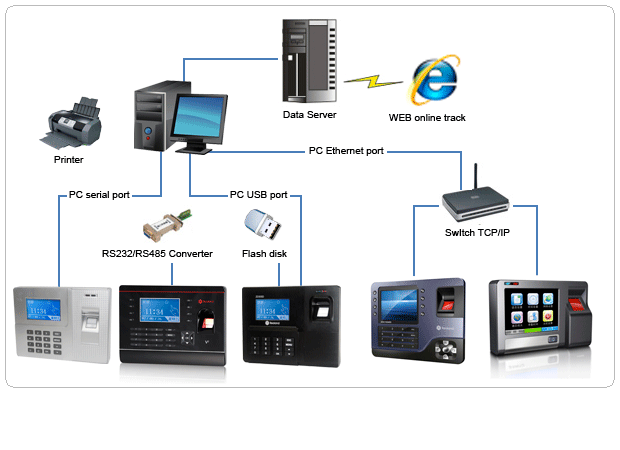 Data Server
WEB online track
Printer
PC Ethernet port
PC serial port
PC USB port
RS232/RS485 Converter
Flash disk
Switch TCP/IP
11:34
11:34
11:34